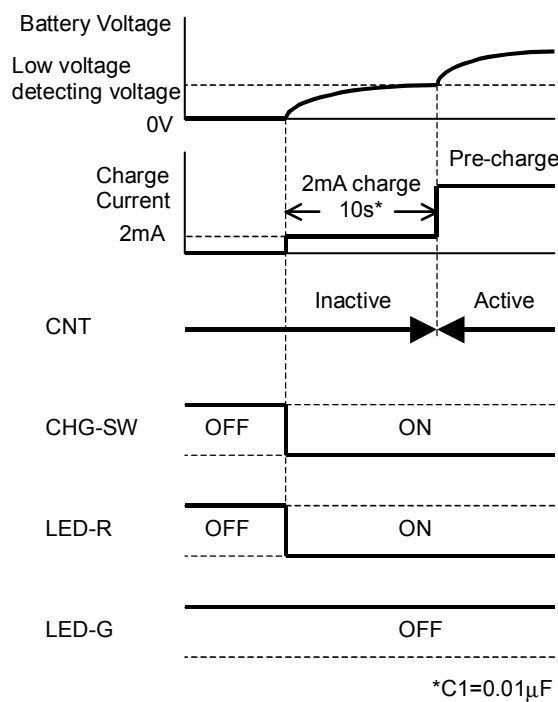 Battery Voltage
Low voltage
detecting voltage
0V
Pre-charge
Charge
Current
2mA charge
10s*
2mA
Inactive
Active
CNT
CHG-SW
OFF
ON
LED-R
OFF
ON
LED-G
OFF
*C1=0.01μF